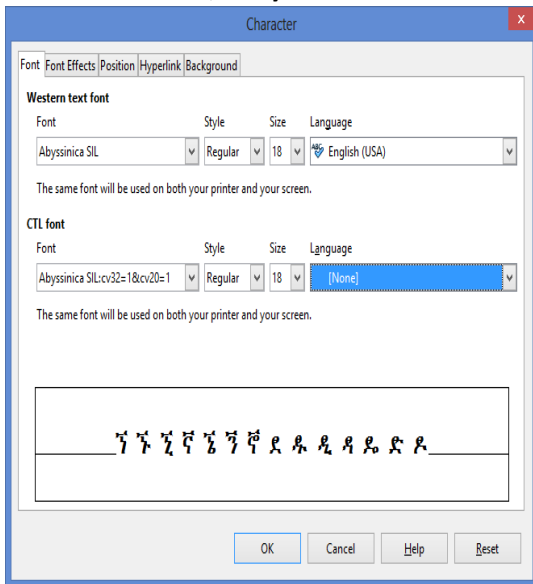 Character
x
Font Font Effects Position Hyperlink Background
Western text font
Font Style Size Language
Abyssinica SIL Regular 18 ABC English (USA)
The same font will be used on both your printer and your screen.
CTL font
Font Style Size Language
Abyssinica SIL:cv32=1&cv20=1 Regular 18 [None]
The same font will be used on both your printer and your screen.
ኘ ኙ ኚ ኛ ኜ ኝ ኞ ደ ዱ ዲ ዳ ዴ ድ ዶ
OK Cancel Help Reset